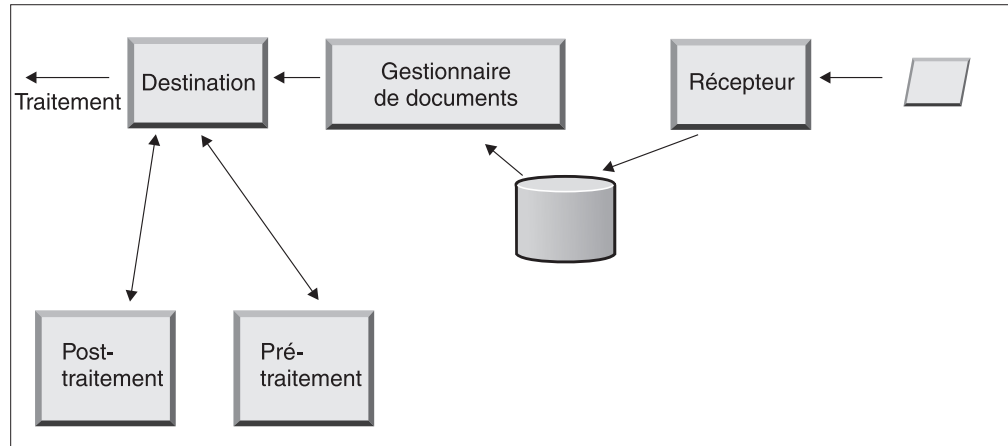 Traitement
Destination
Gestionnaire
de documents
Récepteur
Post-
traitement
Pré-
traitement